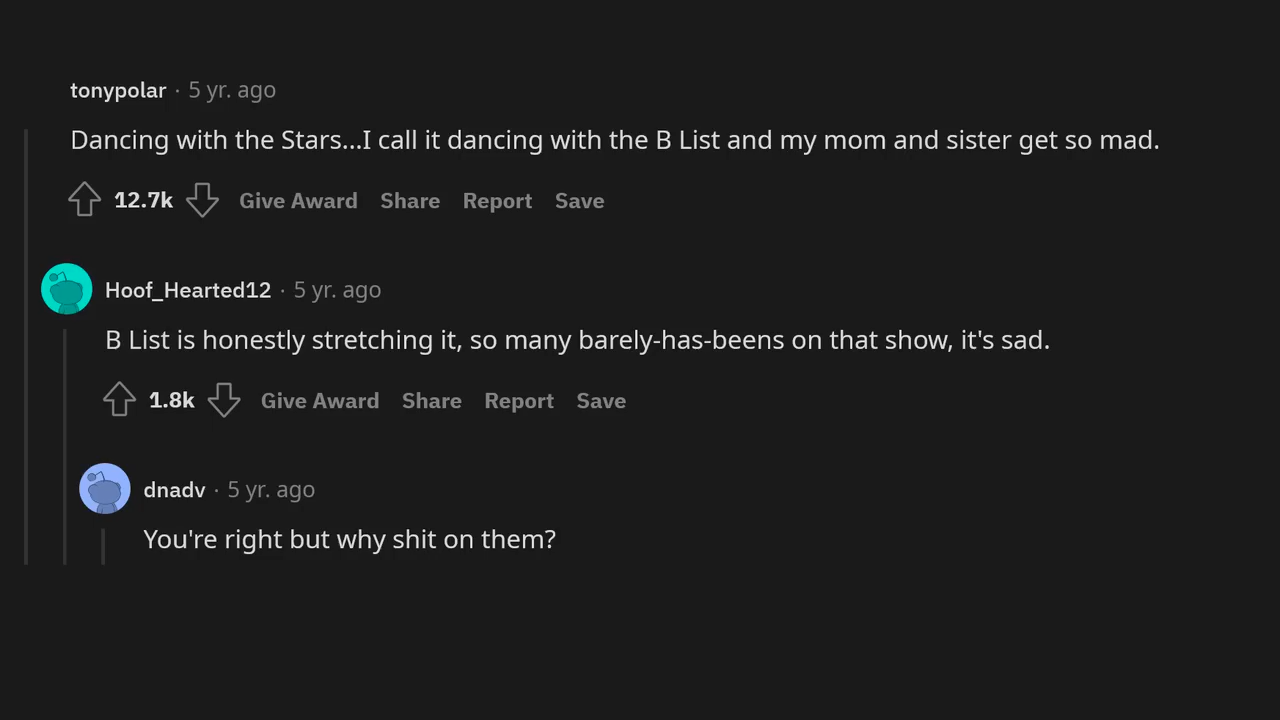 tonypolar · 5 yr. ago
Dancing with the Stars...I call it dancing with the B List and my mom and sister get so mad.
12.7k Give Award Share Report Save
Hoof_Hearted12 · 5 yr. ago
B List is honestly stretching it, so many barely-has-beens on that show, it's sad.
1.8k Give Award Share Report Save
dnadv · 5 yr. ago
You're right but why shit on them?